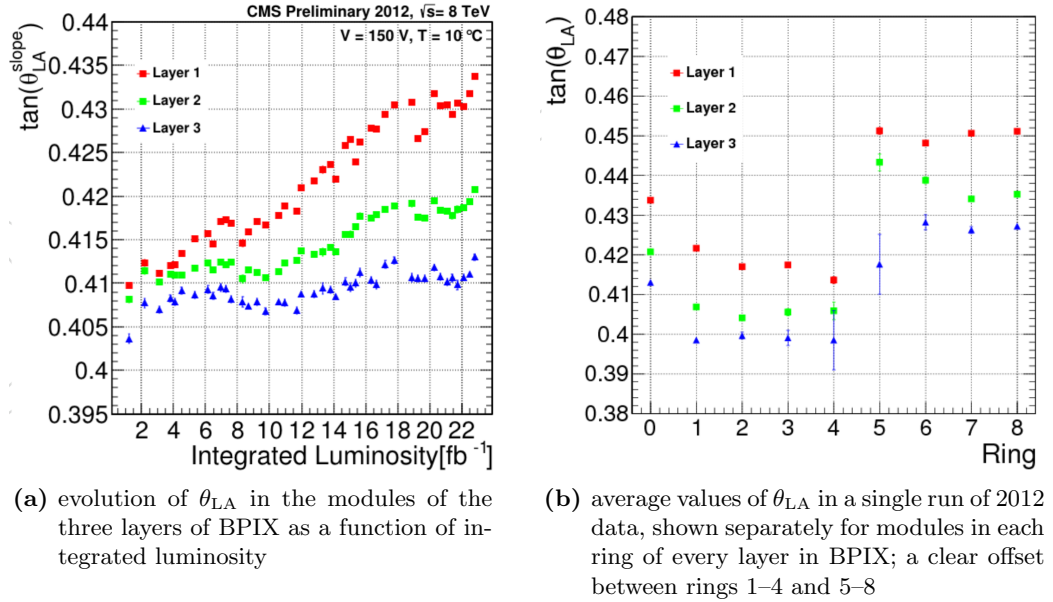 CMS Preliminary 2012, √s= 8 TeV
V = 150 V, T = 10 °C
tan(θ_LA^slope)
0.44
0.435
0.43
0.425
0.42
0.415
0.41
0.405
0.4
0.395
Layer 1
Layer 2
Layer 3
2 4 6 8 10 12 14 16 18 20 22
Integrated Luminosity[fb⁻¹]
(a) evolution of θ_LA in the modules of the
three layers of BPIX as a function of in-
tegrated luminosity
tan(θ_LA)
0.48
0.47
0.46
0.45
0.44
0.43
0.42
0.41
0.4
0.39
0.38
Layer 1
Layer 2
Layer 3
0 1 2 3 4 5 6 7 8
Ring
(b) average values of θ_LA in a single run of 2012
data, shown separately for modules in each
ring of every layer in BPIX; a clear offset
between rings 1–4 and 5–8